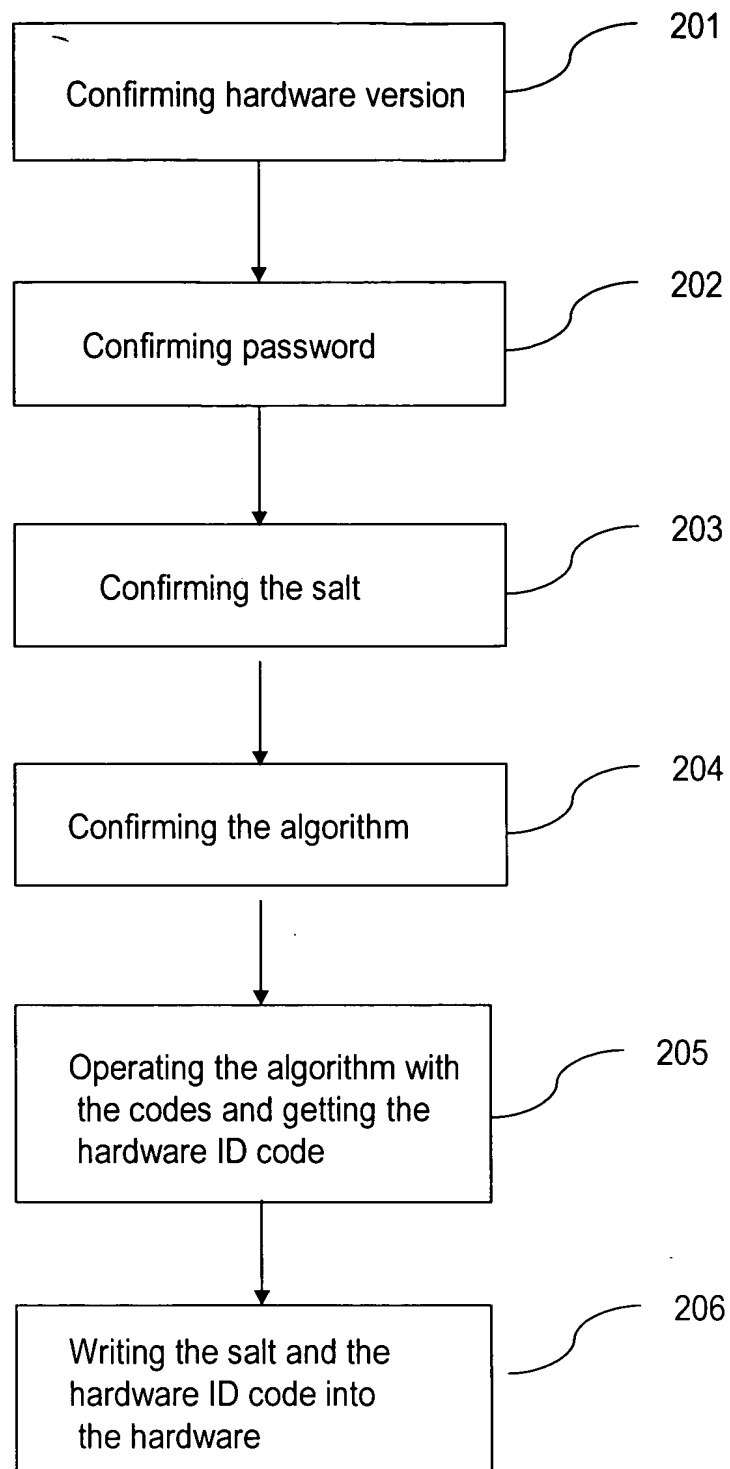 201
Confirming hardware version
202
Confirming password
203
Confirming the salt
204
Confirming the algorithm
205
Operating the algorithm with
the codes and getting the
hardware ID code
206
Writing the salt and the
hardware ID code into
the hardware